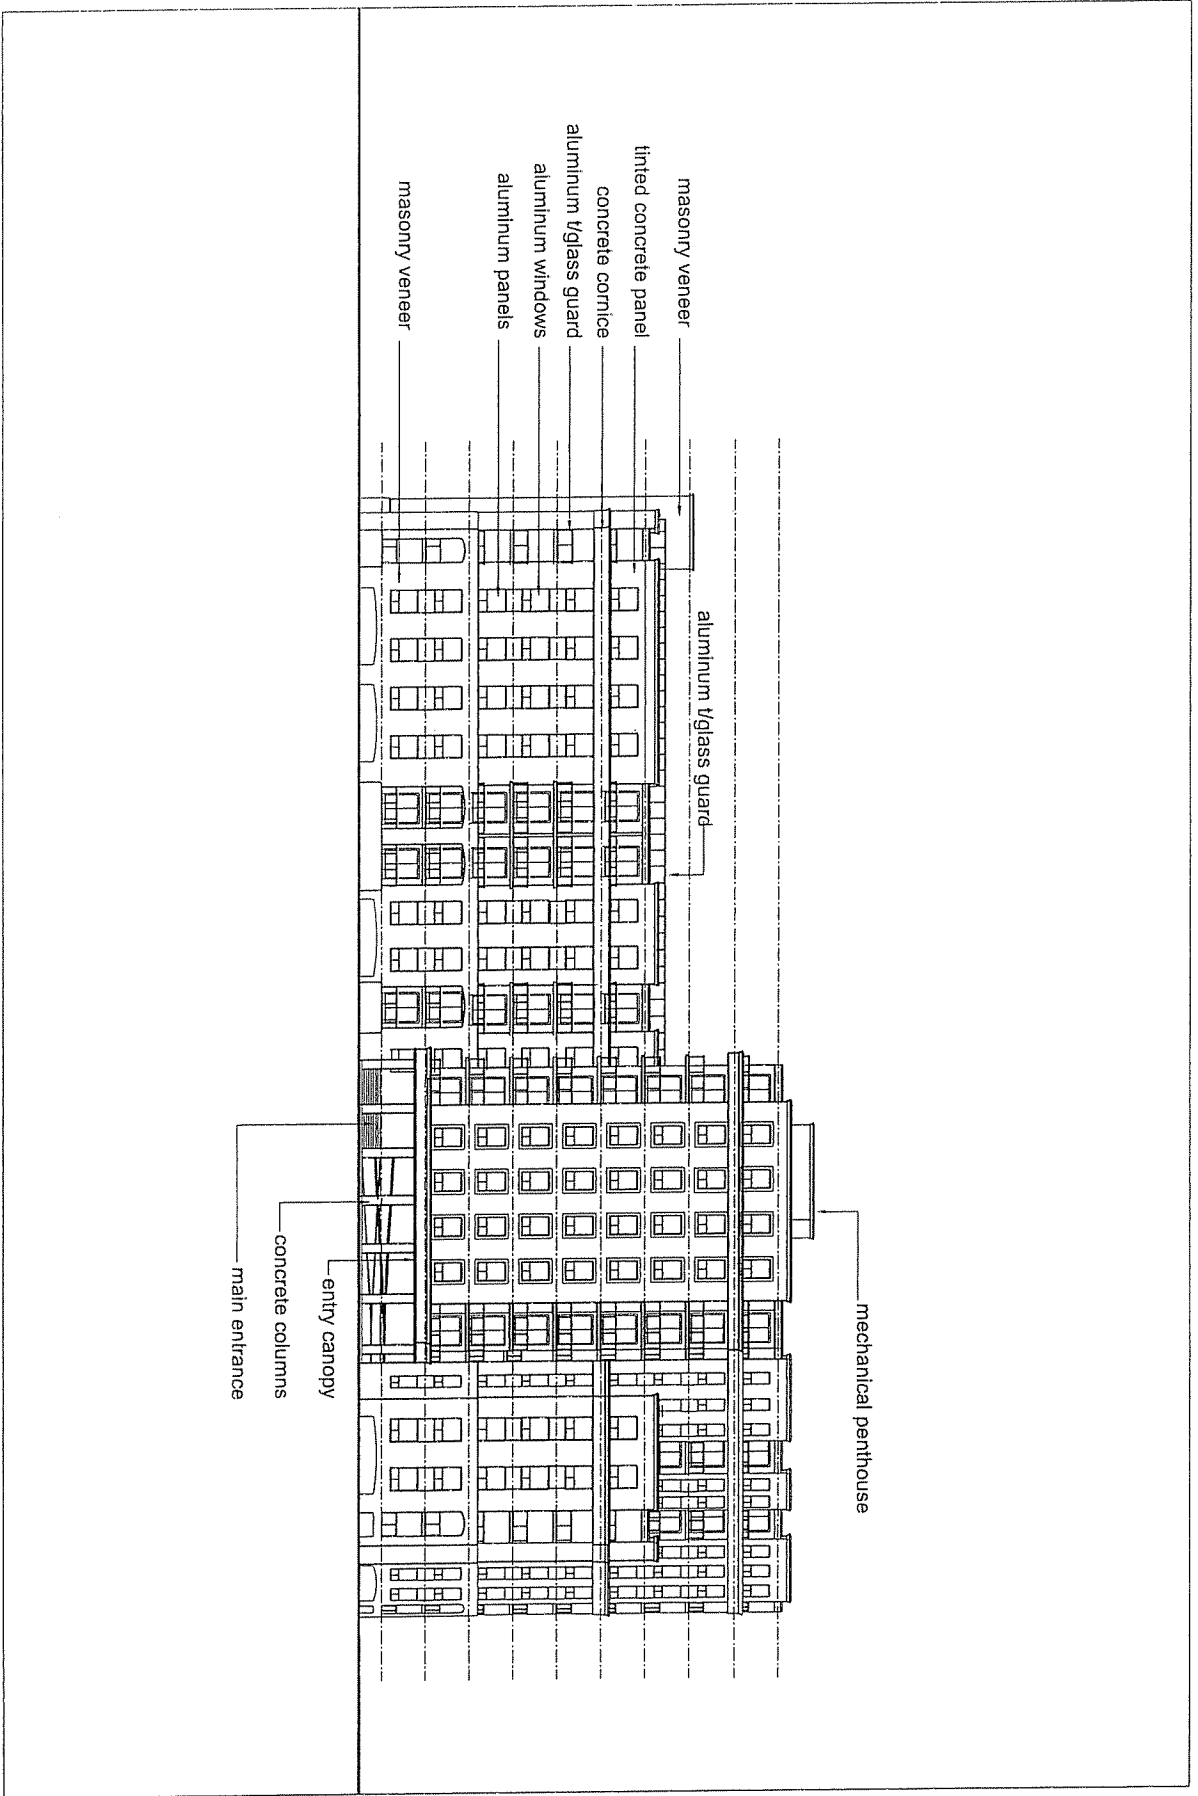 mechanical penthouse
aluminum t/glass guard
masonry veneer
tinted concrete panel
concrete cornice
aluminum t/glass guard
aluminum windows
aluminum panels
masonry veneer
entry canopy
concrete columns
main entrance